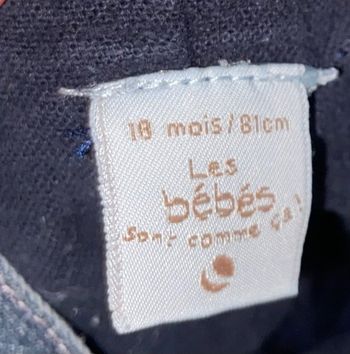 18 mois/81cm
Les
bébés
sont comme ça!